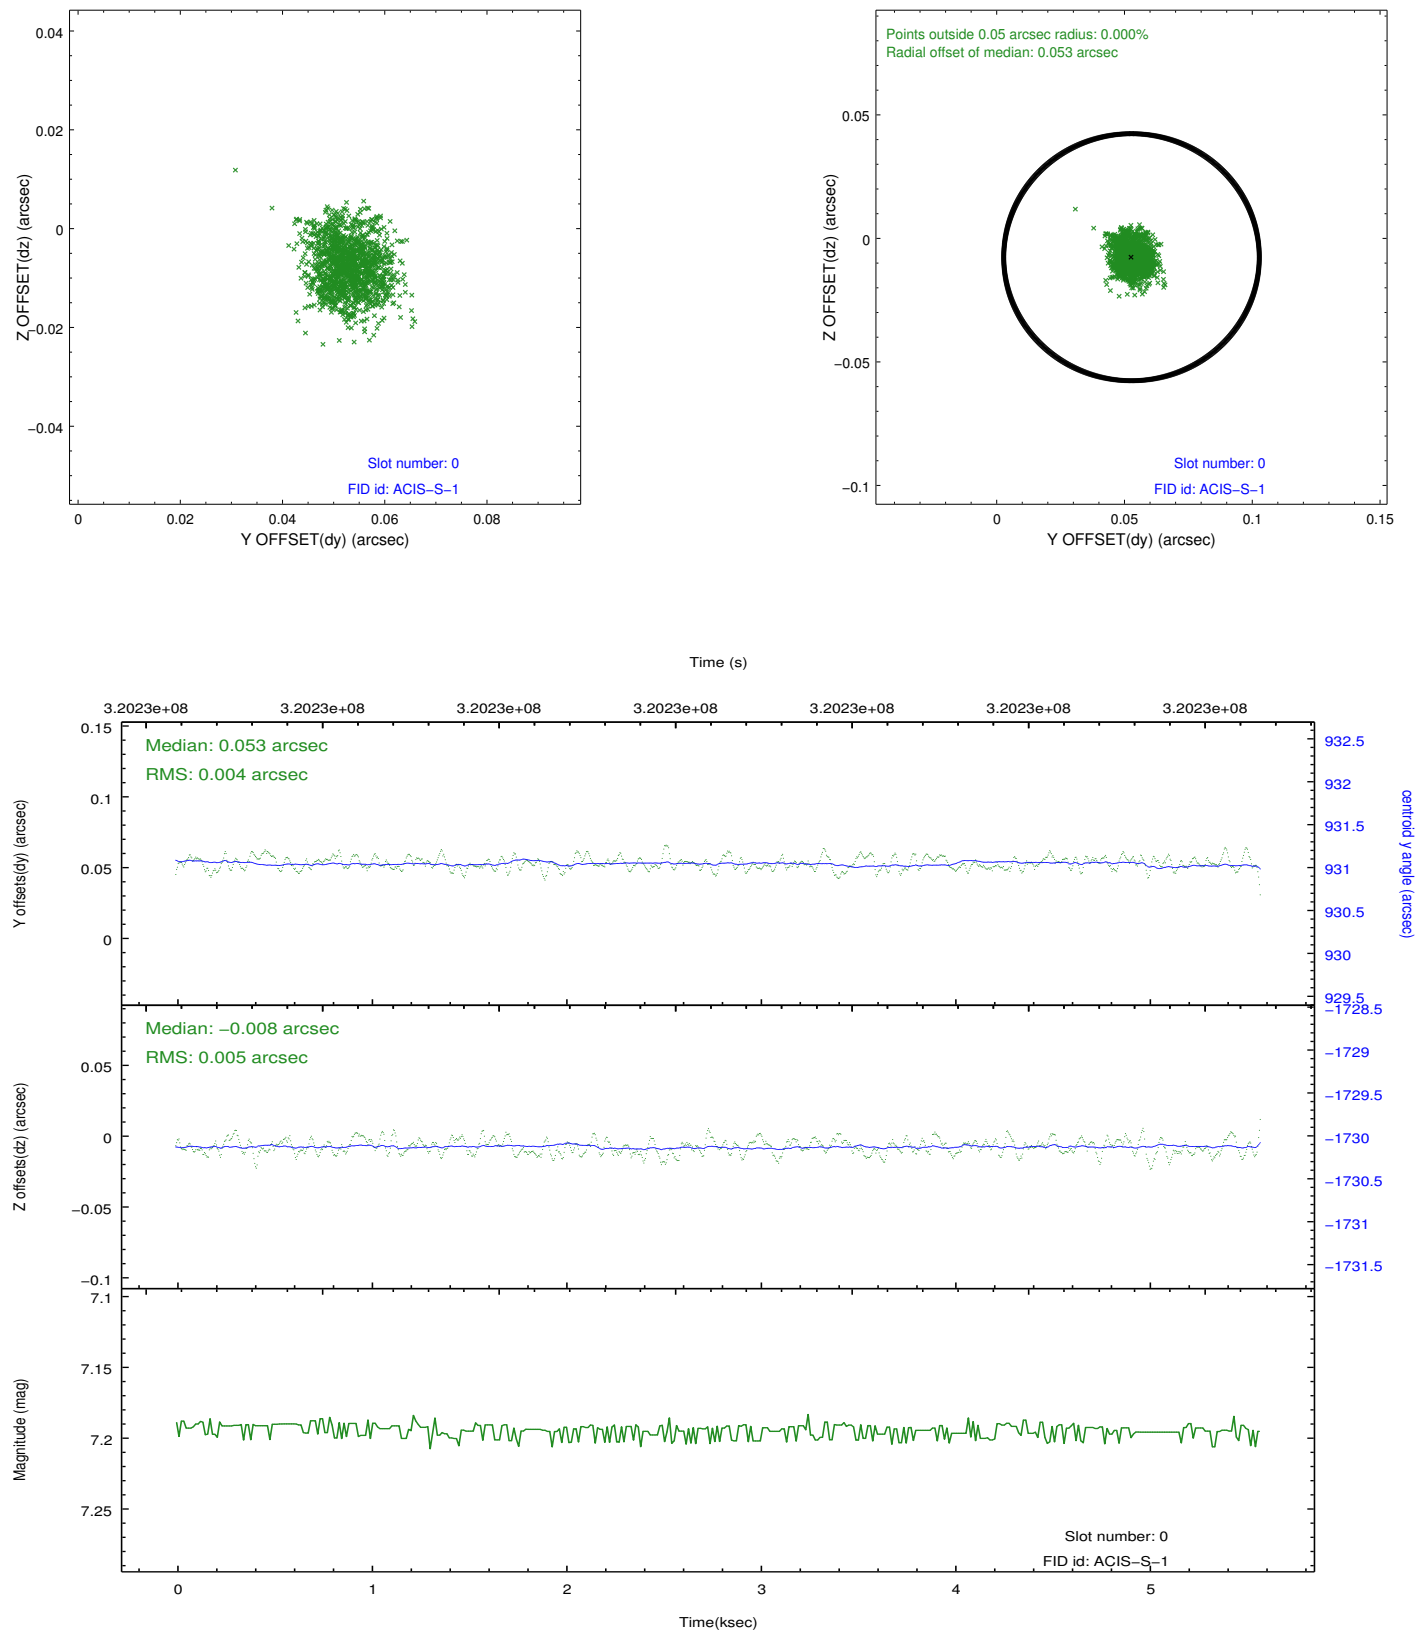 0.04
0.02
0
−0.02
−0.04
Z OFFSET(dz) (arcsec)
Slot number: 0
FID id: ACIS−S−1
0 0.02 0.04 0.06 0.08
Y OFFSET(dy) (arcsec)
Points outside 0.05 arcsec radius: 0.000%
Radial offset of median: 0.053 arcsec
0.05
0
−0.05
−0.1
Z OFFSET(dz) (arcsec)
Slot number: 0
FID id: ACIS−S−1
0 0.05 0.1 0.15
Y OFFSET(dy) (arcsec)
Time (s)
3.2023e+08 3.2023e+08 3.2023e+08 3.2023e+08 3.2023e+08 3.2023e+08 3.2023e+08
Median: 0.053 arcsec
RMS: 0.004 arcsec
0.15
0.1
0.05
0
Y offsets(dy) (arcsec)
932.5
932
931.5
931
930.5
930
929.5
centroid y angle (arcsec)
Median: −0.008 arcsec
RMS: 0.005 arcsec
0.05
0
−0.05
−0.1
Z offsets(dz) (arcsec)
−1728.5
−1729
−1729.5
−1730
−1730.5
−1731
−1731.5
7.1
7.15
7.2
7.25
Magnitude (mag)
Slot number: 0
FID id: ACIS−S−1
0 1 2 3 4 5
Time(ksec)